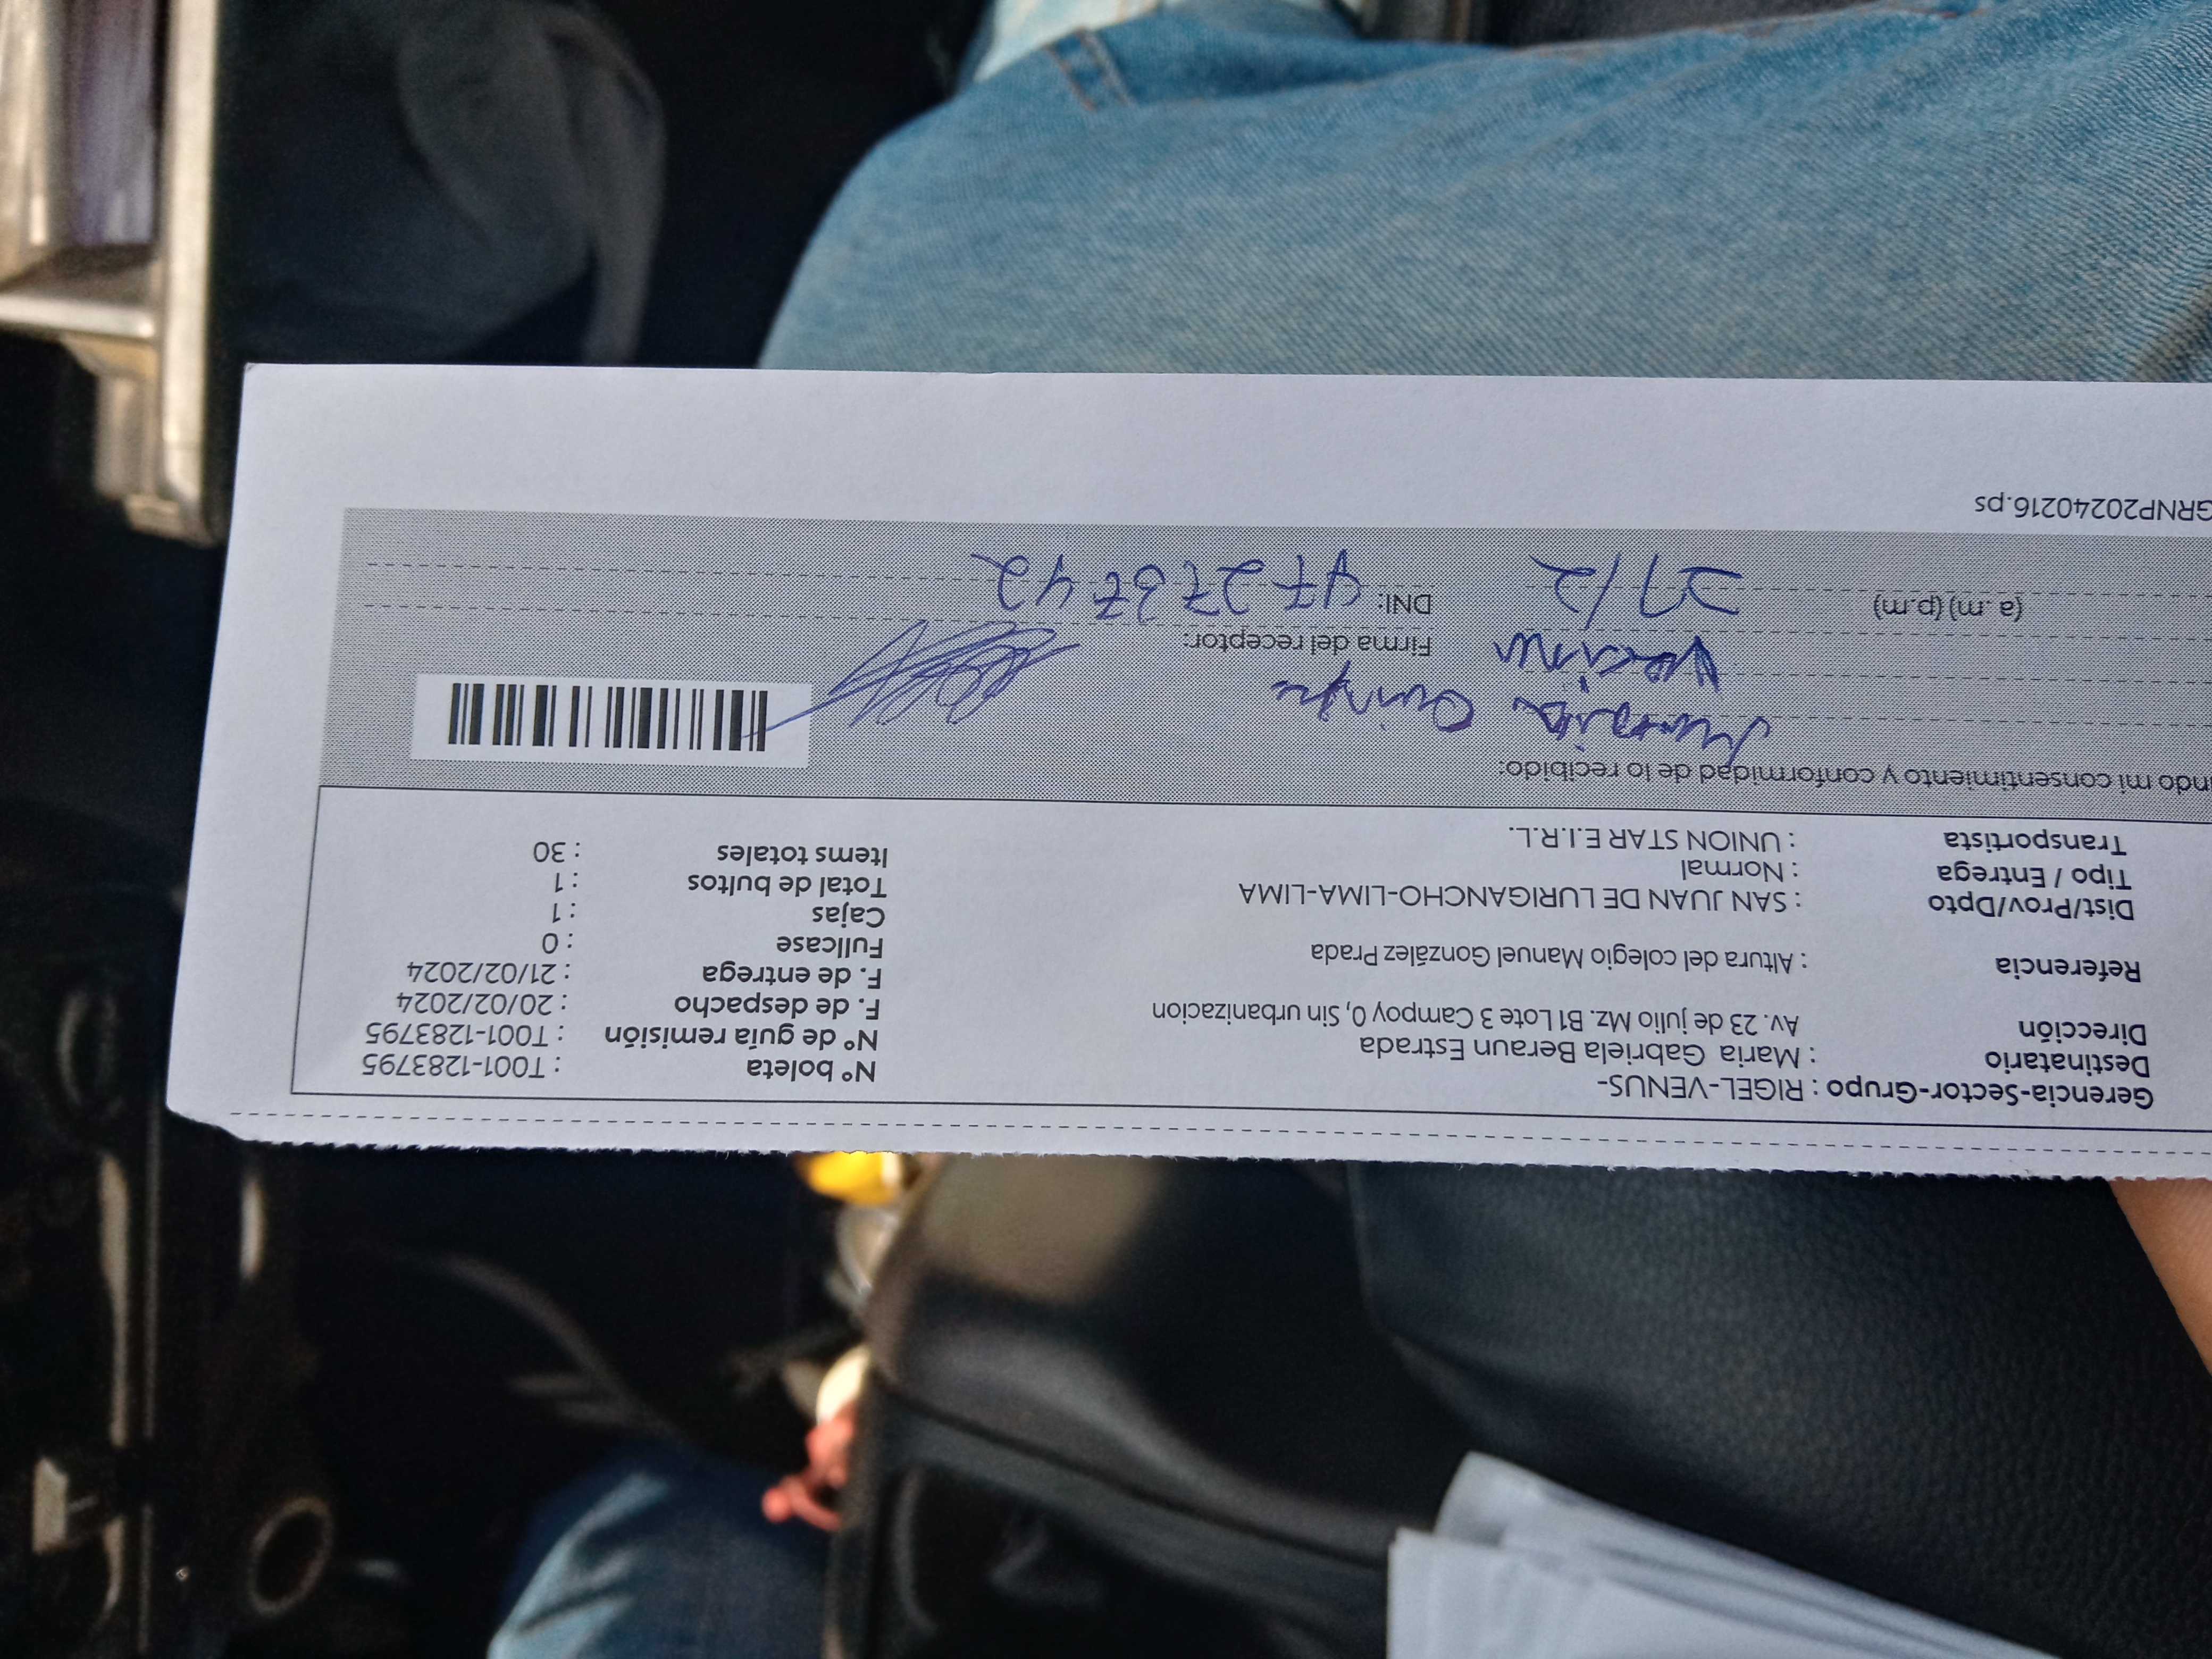 Gerencia-Sector-Grupo : RIGEL-VENUS-
Destinatario : Maria Gabriela Beraun Estrada
Dirección Av. 23 de julio Mz. B1 Lote 3 Campoy 0, Sin urbanizacion
Referencia : Altura del colegio Manuel González Prada
Dist/Prov/Dpto : SAN JUAN DE LURIGANCHO-LIMA-LIMA
Tipo / Entrega : Normal
Transportista : UNION STAR E.I.R.L.
Nº boleta : T001-1283795
Nº de guía remisión : T001-1283795
F. de despacho : 20/02/2024
F. de entrega : 21/02/2024
Fullcase : 0
Cajas : 1
Total de bultos : 1
Items totales : 30
ndo mi consentimiento y conformidad de lo recibido:
Vecina
Firma del receptor:
(a.m) (p.m) 21/2
DNI:
GRNP20240216.ps